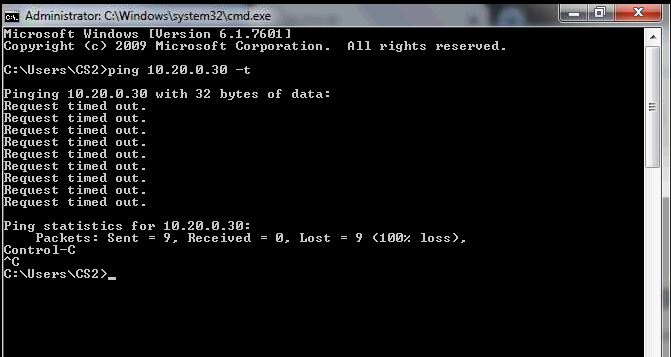 Administrator: C:\Windows\system32\cmd.exe
Microsoft Windows [Version 6.1.7601]
Copyright (c) 2009 Microsoft Corporation.  All rights reserved.
C:\Users\CS2>ping 10.20.0.30 -t
Pinging 10.20.0.30 with 32 bytes of data:
Request timed out.
Request timed out.
Request timed out.
Request timed out.
Request timed out.
Request timed out.
Request timed out.
Request timed out.
Request timed out.
Ping statistics for 10.20.0.30:
    Packets: Sent = 9, Received = 0, Lost = 9 (100% loss),
Control-C
^C
C:\Users\CS2>_